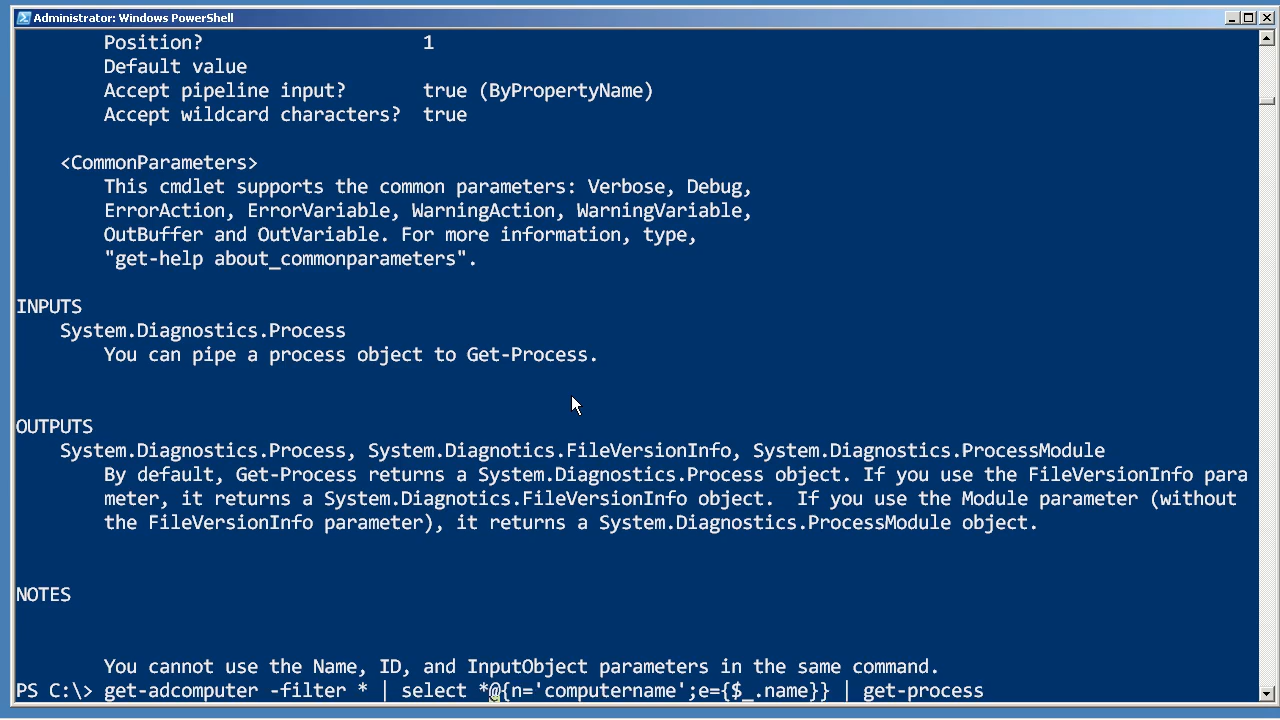 Administrator: Windows PowerShell
Position? 1
Default value
Accept pipeline input? true (ByPropertyName)
Accept wildcard characters? true
<CommonParameters>
This cmdlet supports the common parameters: Verbose, Debug,
ErrorAction, ErrorVariable, WarningAction, WarningVariable,
OutBuffer and OutVariable. For more information, type,
"get-help about_commonparameters".
INPUTS
System.Diagnostics.Process
You can pipe a process object to Get-Process.
OUTPUTS
System.Diagnostics.Process, System.Diagnotics.FileVersionInfo, System.Diagnostics.ProcessModule
By default, Get-Process returns a System.Diagnostics.Process object. If you use the FileVersionInfo para
meter, it returns a System.Diagnotics.FileVersionInfo object.  If you use the Module parameter (without
the FileVersionInfo parameter), it returns a System.Diagnostics.ProcessModule object.
NOTES
You cannot use the Name, ID, and InputObject parameters in the same command.
PS C:\> get-adcomputer -filter * | select *@{n='computername';e={$_.name}} | get-process